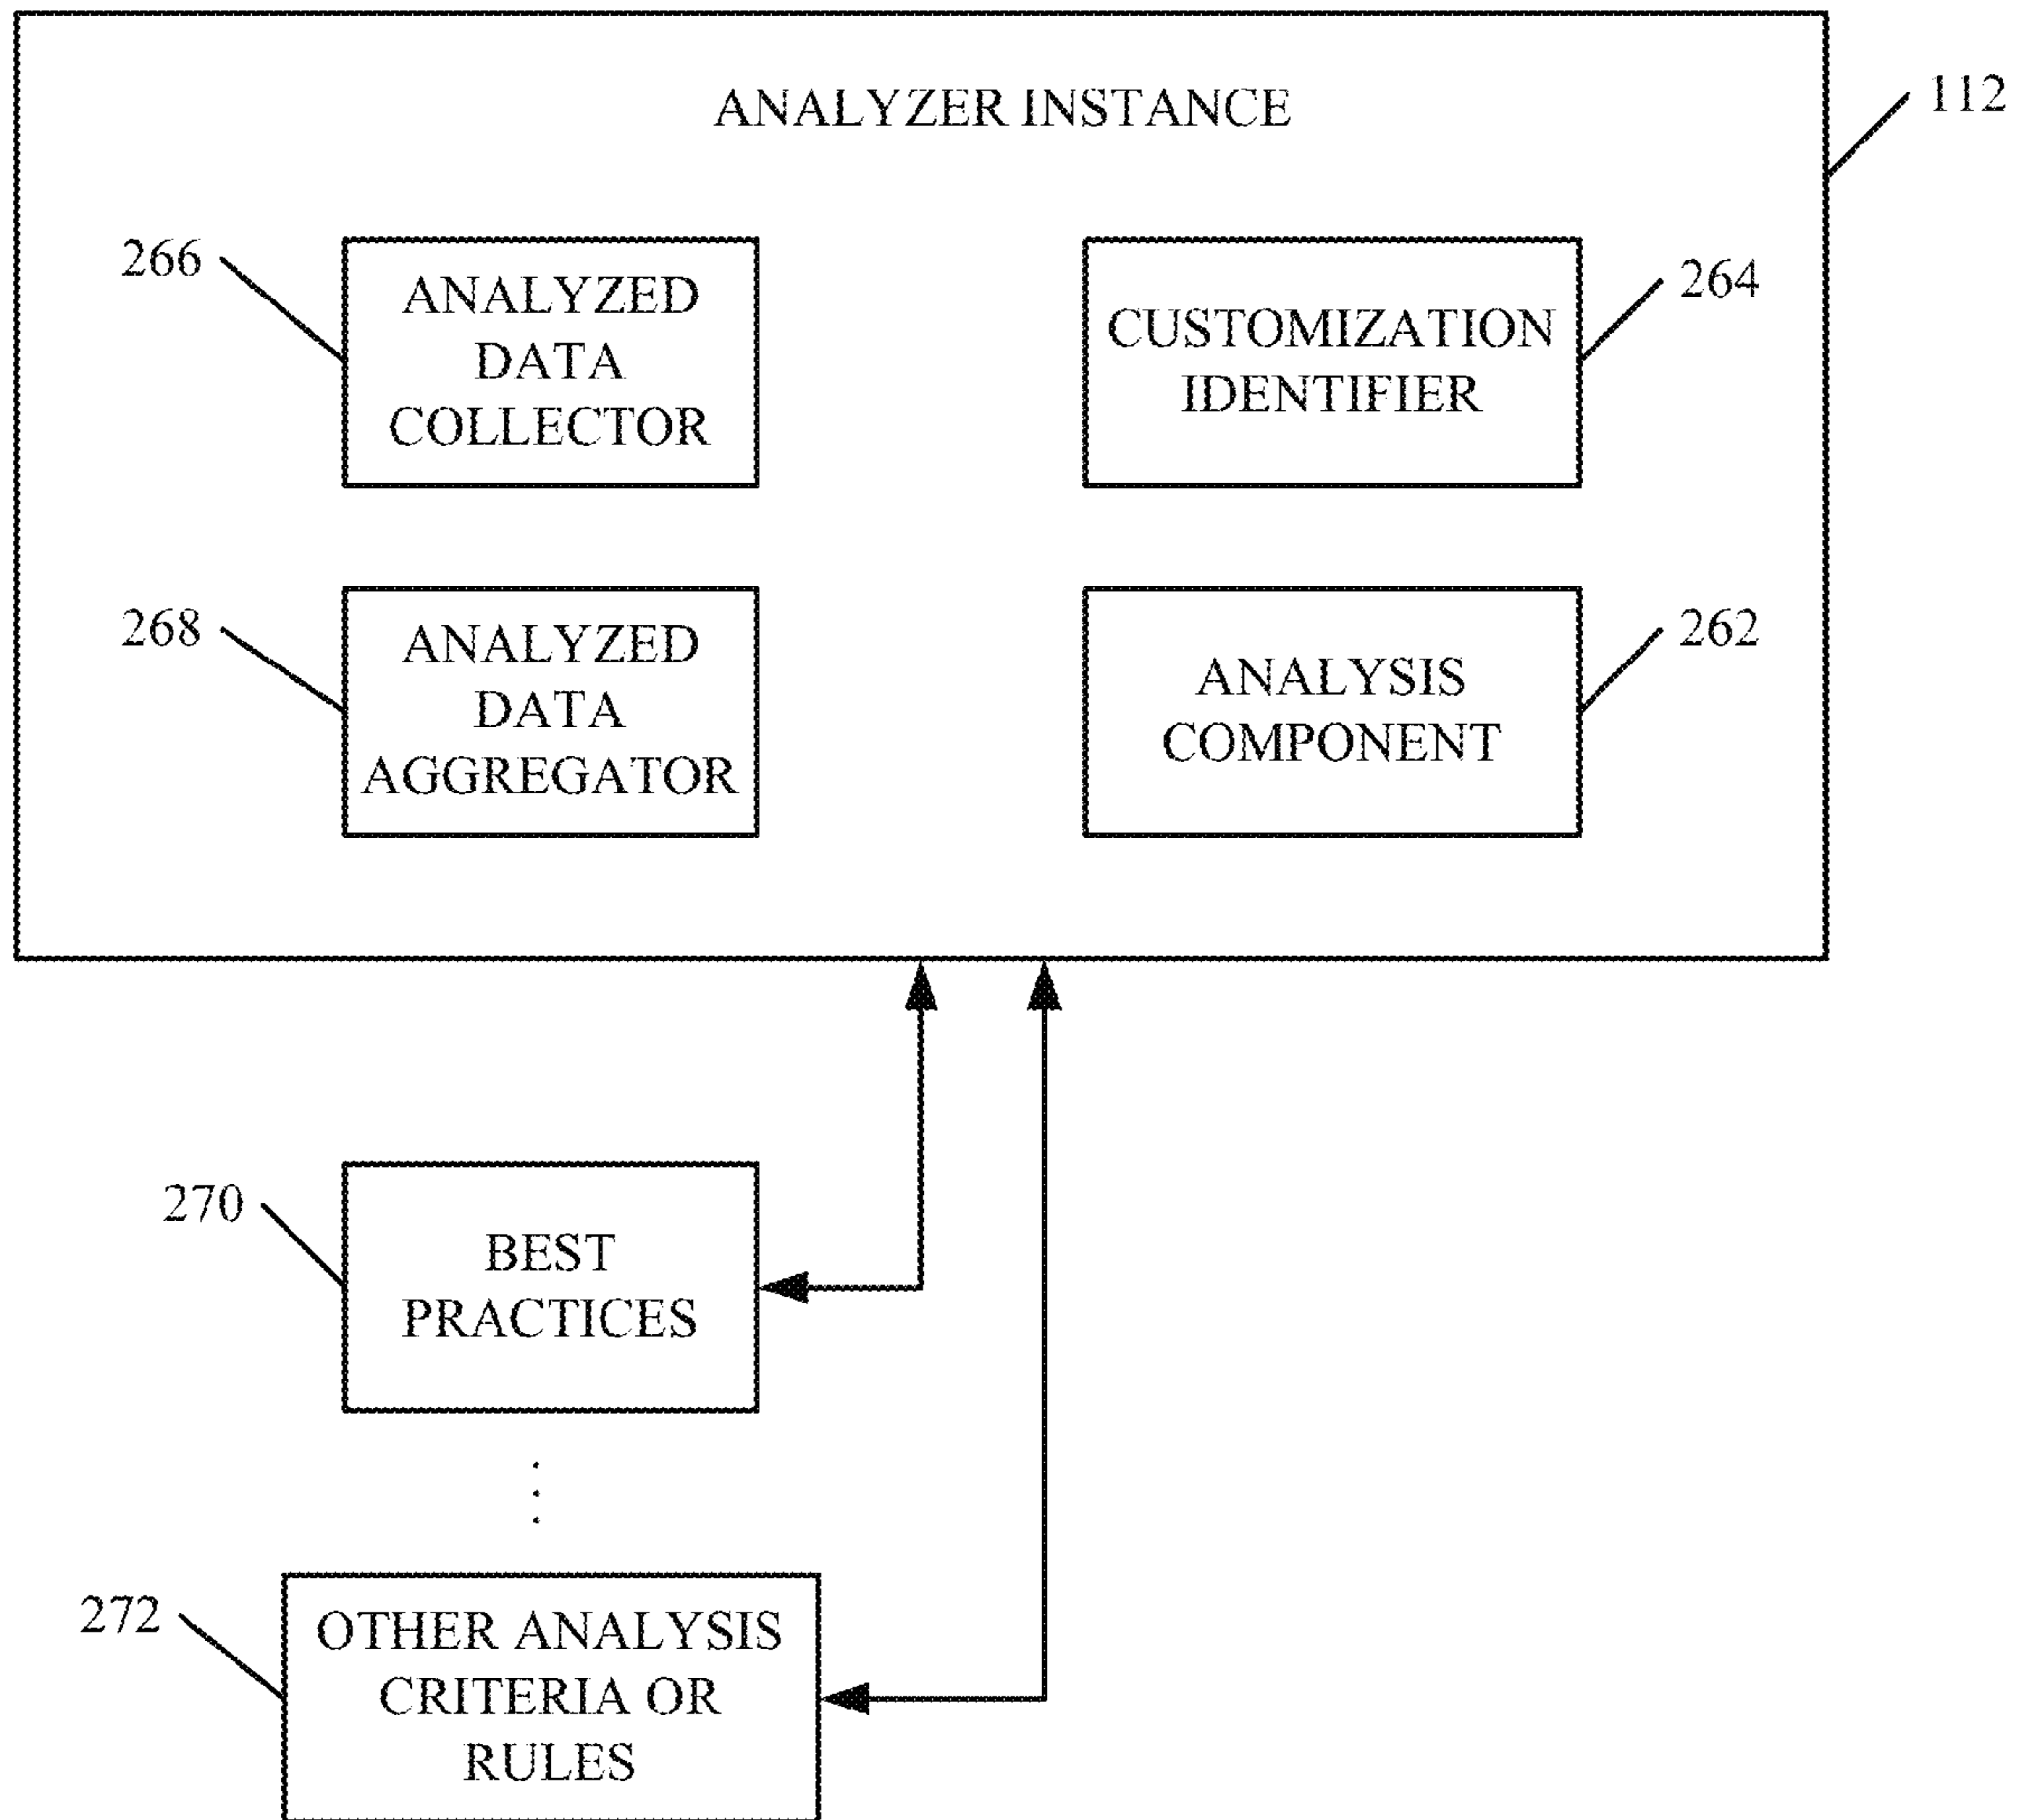 ANALYZER INSTANCE
112
266
ANALYZED
DATA
COLLECTOR
CUSTOMIZATION
IDENTIFIER
264
268
ANALYZED
DATA
AGGREGATOR
ANALYSIS
COMPONENT
262
270
BEST
PRACTICES
272
OTHER ANALYSIS
CRITERIA OR
RULES